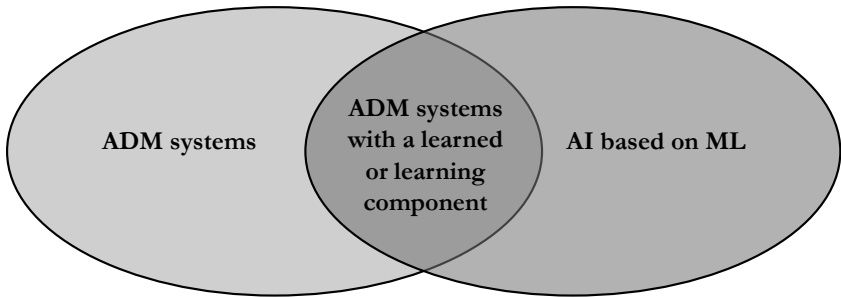 ADM systems
ADM systems
with a learned
or learning
component
AI based on ML